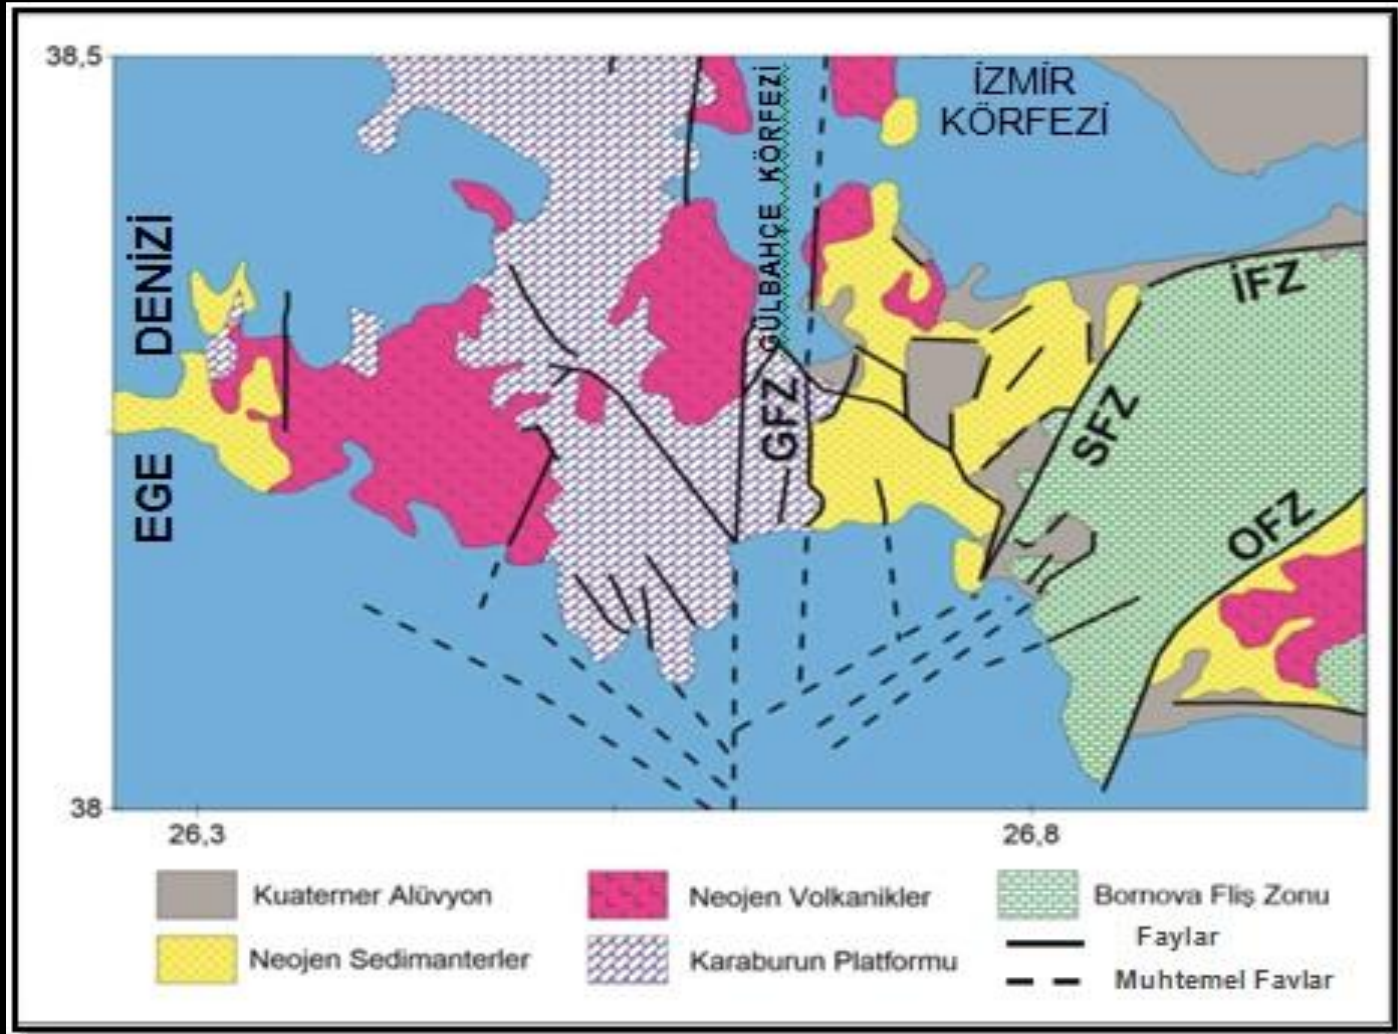 38,5
İZMİR
KÖRFEZİ
GÜLBAHÇE KÖRFEZİ
EGE DENİZİ
İFZ
GFZ
SFZ
OFZ
38
26,3
26,8
Kuaterner Alüvyon
Neojen Volkanikler
Bornova Fliş Zonu
Neojen Sedimanterler
Karaburun Platformu
Faylar
Muhtemel Favlar